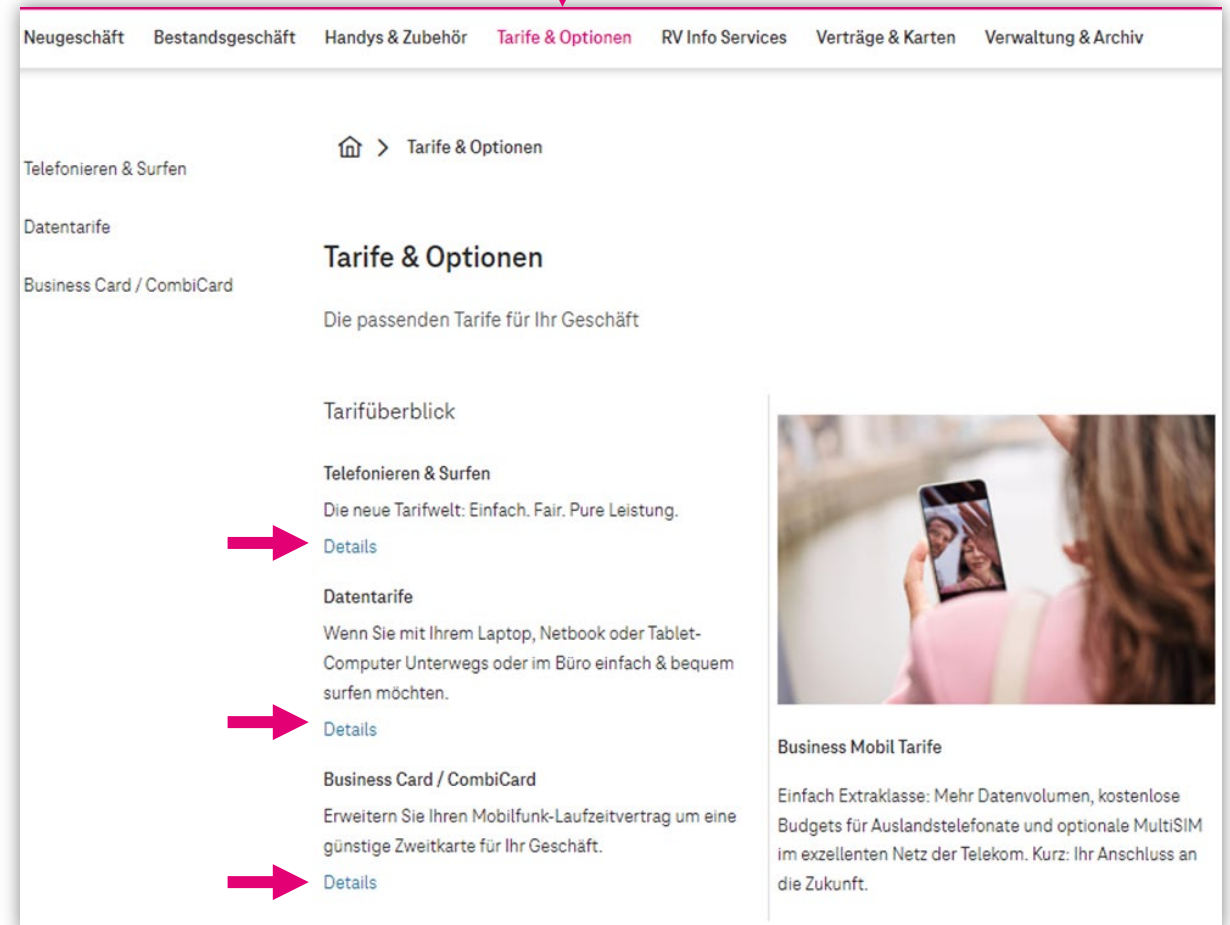 Neugeschäft Bestandsgeschäft Handys & Zubehör Tarife & Optionen RV Info Services Verträge & Karten Verwaltung & Archiv
Tarife & Optionen
Telefonieren & Surfen
Datentarife
Business Card / CombiCard
Tarife & Optionen
Die passenden Tarife für Ihr Geschäft
Tarifüberblick
Telefonieren & Surfen
Die neue Tarifwelt: Einfach. Fair. Pure Leistung.
Details
Datentarife
Wenn Sie mit Ihrem Laptop, Netbook oder Tablet-
Computer Unterwegs oder im Büro einfach & bequem
surfen möchten.
Details
Business Card / CombiCard
Erweitern Sie Ihren Mobilfunk-Laufzeitvertrag um eine
günstige Zweitkarte für Ihr Geschäft.
Details
Business Mobil Tarife
Einfach Extraklasse: Mehr Datenvolumen, kostenlose
Budgets für Auslandstelefonate und optionale MultiSIM
im exzellenten Netz der Telekom. Kurz: Ihr Anschluss an
die Zukunft.